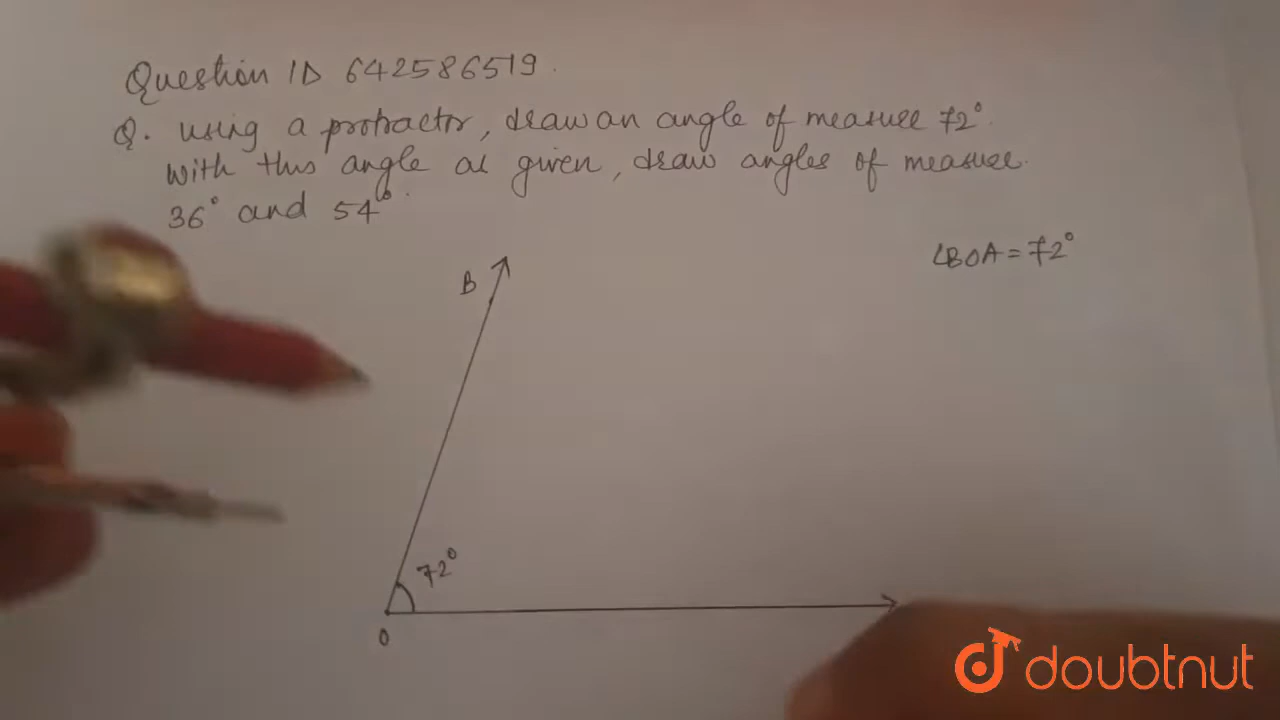 Question ID 642586519.
Q. using a protractor, draw an angle of measure 72°.
With this angle as given, draw angles of measure
36° and 54°.
∠BOA = 72°
B
72°
O
doubtnut